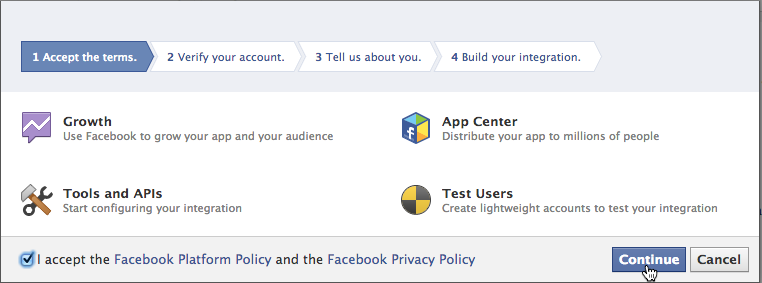 1 Accept the terms. 2 Verify your account. 3 Tell us about you. 4 Build your integration.
Growth
Use Facebook to grow your app and your audience
App Center
Distribute your app to millions of people
Tools and APIs
Start configuring your integration
Test Users
Create lightweight accounts to test your integration
I accept the Facebook Platform Policy and the Facebook Privacy Policy
Continue Cancel